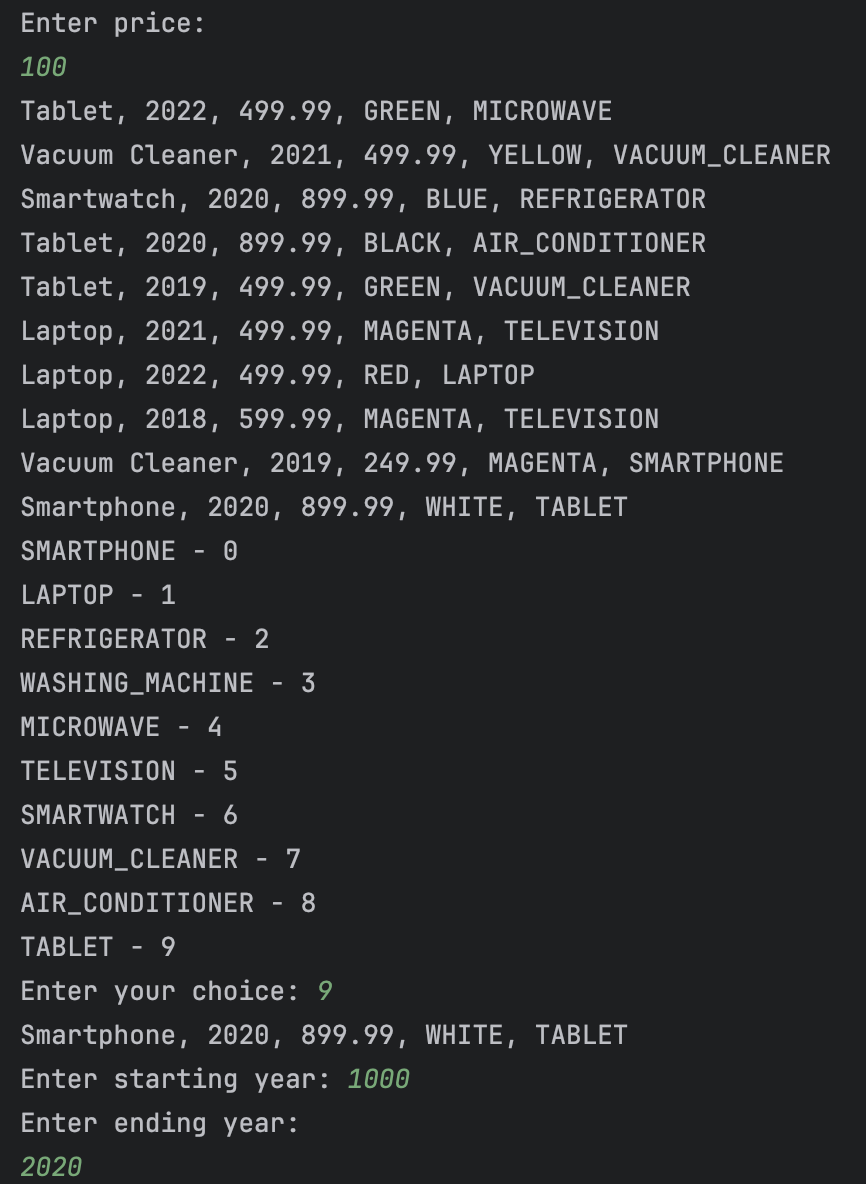 Enter price:
100
Tablet, 2022, 499.99, GREEN, MICROWAVE
Vacuum Cleaner, 2021, 499.99, YELLOW, VACUUM_CLEANER
Smartwatch, 2020, 899.99, BLUE, REFRIGERATOR
Tablet, 2020, 899.99, BLACK, AIR_CONDITIONER
Tablet, 2019, 499.99, GREEN, VACUUM_CLEANER
Laptop, 2021, 499.99, MAGENTA, TELEVISION
Laptop, 2022, 499.99, RED, LAPTOP
Laptop, 2018, 599.99, MAGENTA, TELEVISION
Vacuum Cleaner, 2019, 249.99, MAGENTA, SMARTPHONE
Smartphone, 2020, 899.99, WHITE, TABLET
SMARTPHONE - 0
LAPTOP - 1
REFRIGERATOR - 2
WASHING_MACHINE - 3
MICROWAVE - 4
TELEVISION - 5
SMARTWATCH - 6
VACUUM_CLEANER - 7
AIR_CONDITIONER - 8
TABLET - 9
Enter your choice: 9
Smartphone, 2020, 899.99, WHITE, TABLET
Enter starting year: 1000
Enter ending year:
2020